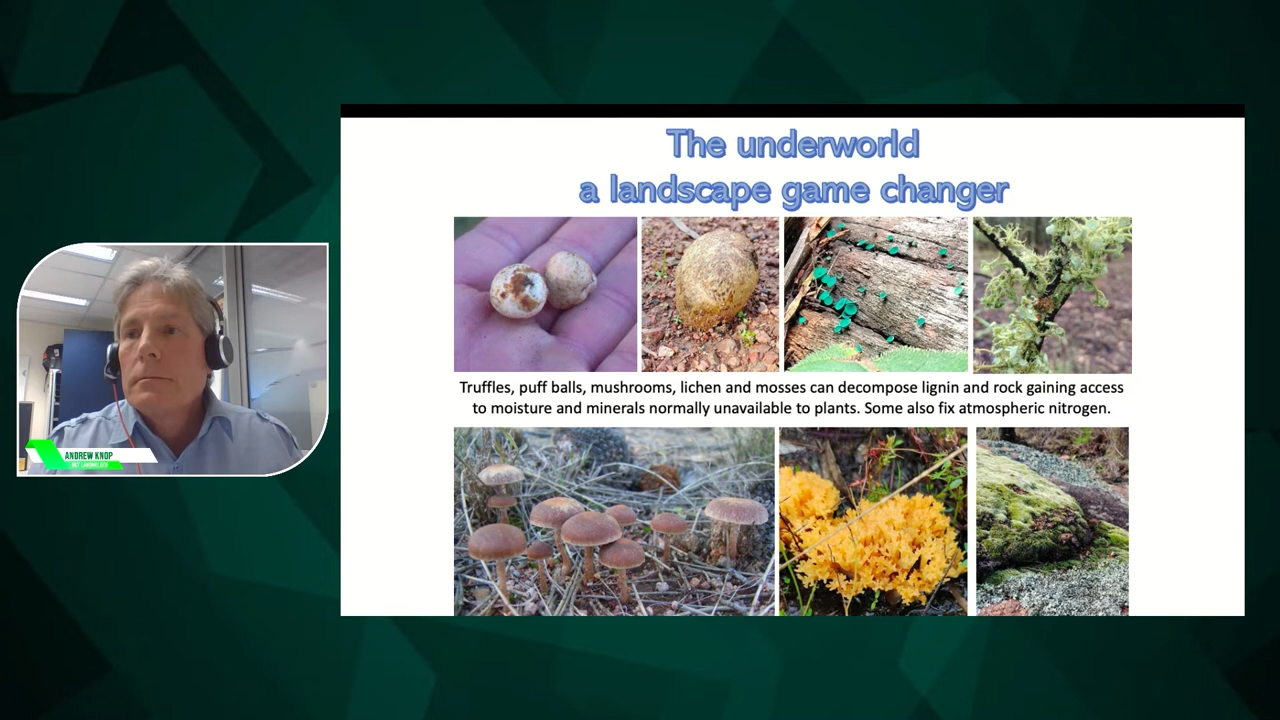 The underworld
a landscape game changer
Truffles, puff balls, mushrooms, lichen and mosses can decompose lignin and rock gaining access
to moisture and minerals normally unavailable to plants. Some also fix atmospheric nitrogen.
ANDREW KNOP